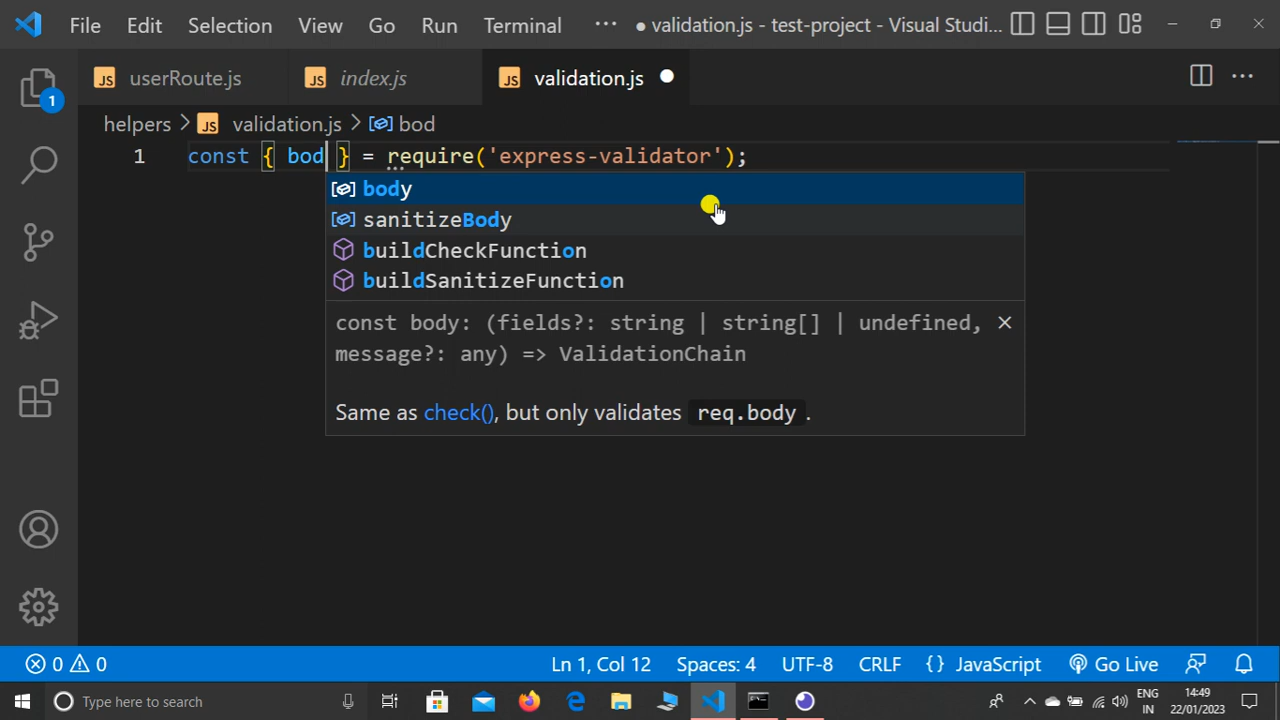 File Edit Selection View Go Run Terminal ··· ● validation.js - test-project - Visual Studi...
JS userRoute.js JS index.js JS validation.js ···
1
helpers > JS validation.js > body
1 const { bod } = require('express-validator');
body
sanitizeBody
buildCheckFunction
buildSanitizeFunction
const body: (fields?: string | string[] | undefined,
message?: any) => ValidationChain
Same as check(), but only validates req.body.
0 0 Ln 1, Col 12 Spaces: 4 UTF-8 CRLF {} JavaScript Go Live
Type here to search ENG 14:49
IN 22/01/2023